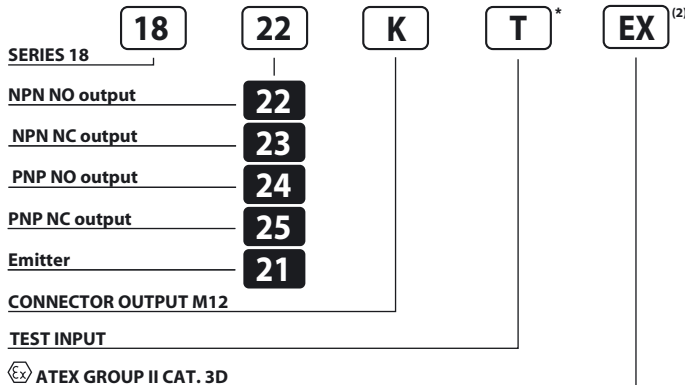 18 22 K T * EX (2)
SERIES 18
NPN NO output 22
NPN NC output 23
PNP NO output 24
PNP NC output 25
Emitter 21
CONNECTOR OUTPUT M12
TEST INPUT
Ex ATEX GROUP II CAT. 3D